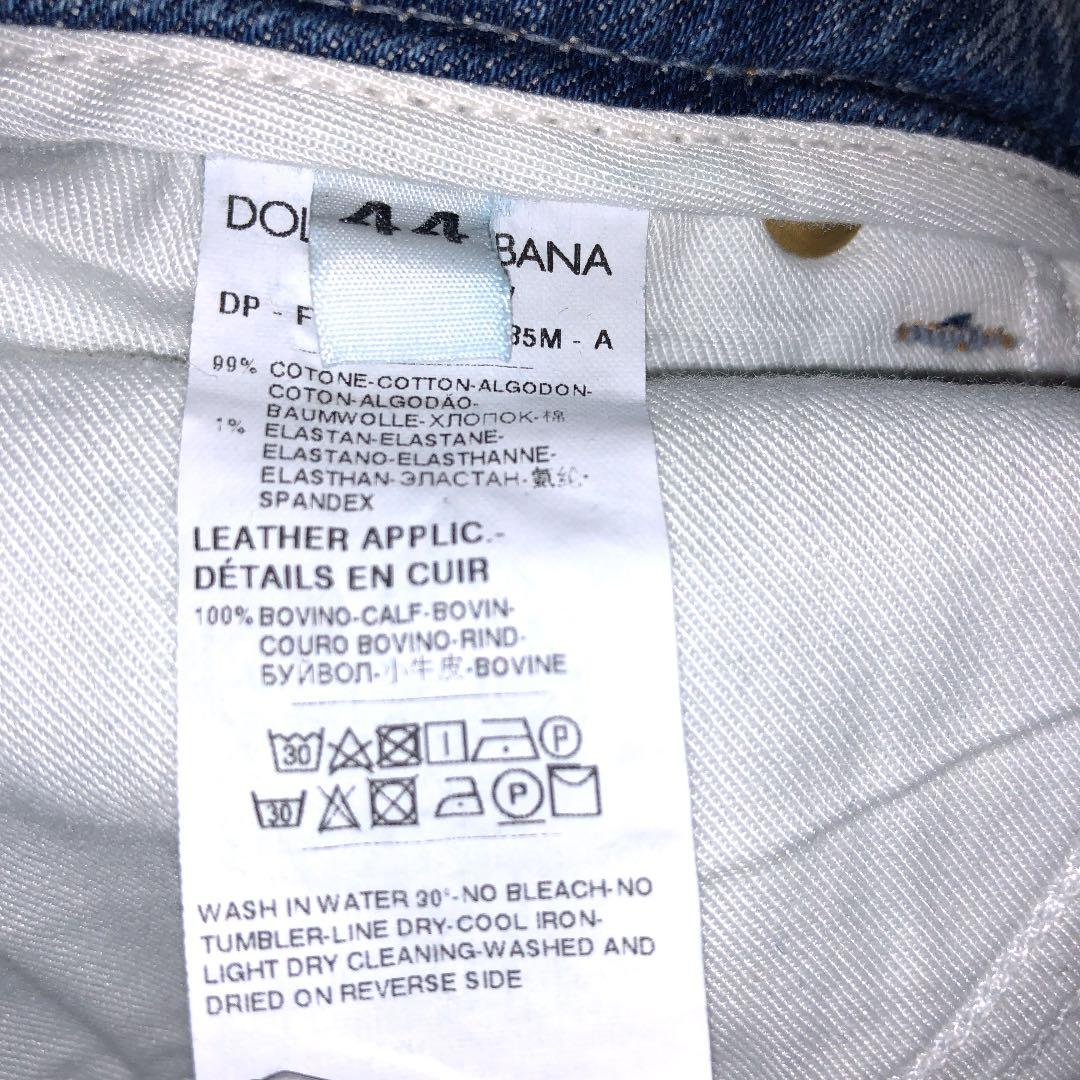 44
DOL BANA
DP - F 35M - A
99% COTONE-COTTON-ALGODON-
COTON-ALGODÃO-
BAUMWOLLE-ХЛОПОК-棉
1% ELASTAN-ELASTANE-
ELASTANO-ELASTHANNE-
ELASTHAN-ЭЛАСТАН-氨纶-
SPANDEX
LEATHER APPLIC.-
DÉTAILS EN CUIR
100% BOVINO-CALF-BOVIN-
COURO BOVINO-RIND-
БУЙВОЛ-小牛皮-BOVINE
30 P
30 P
WASH IN WATER 30°-NO BLEACH-NO
TUMBLER-LINE DRY-COOL IRON-
LIGHT DRY CLEANING-WASHED AND
DRIED ON REVERSE SIDE